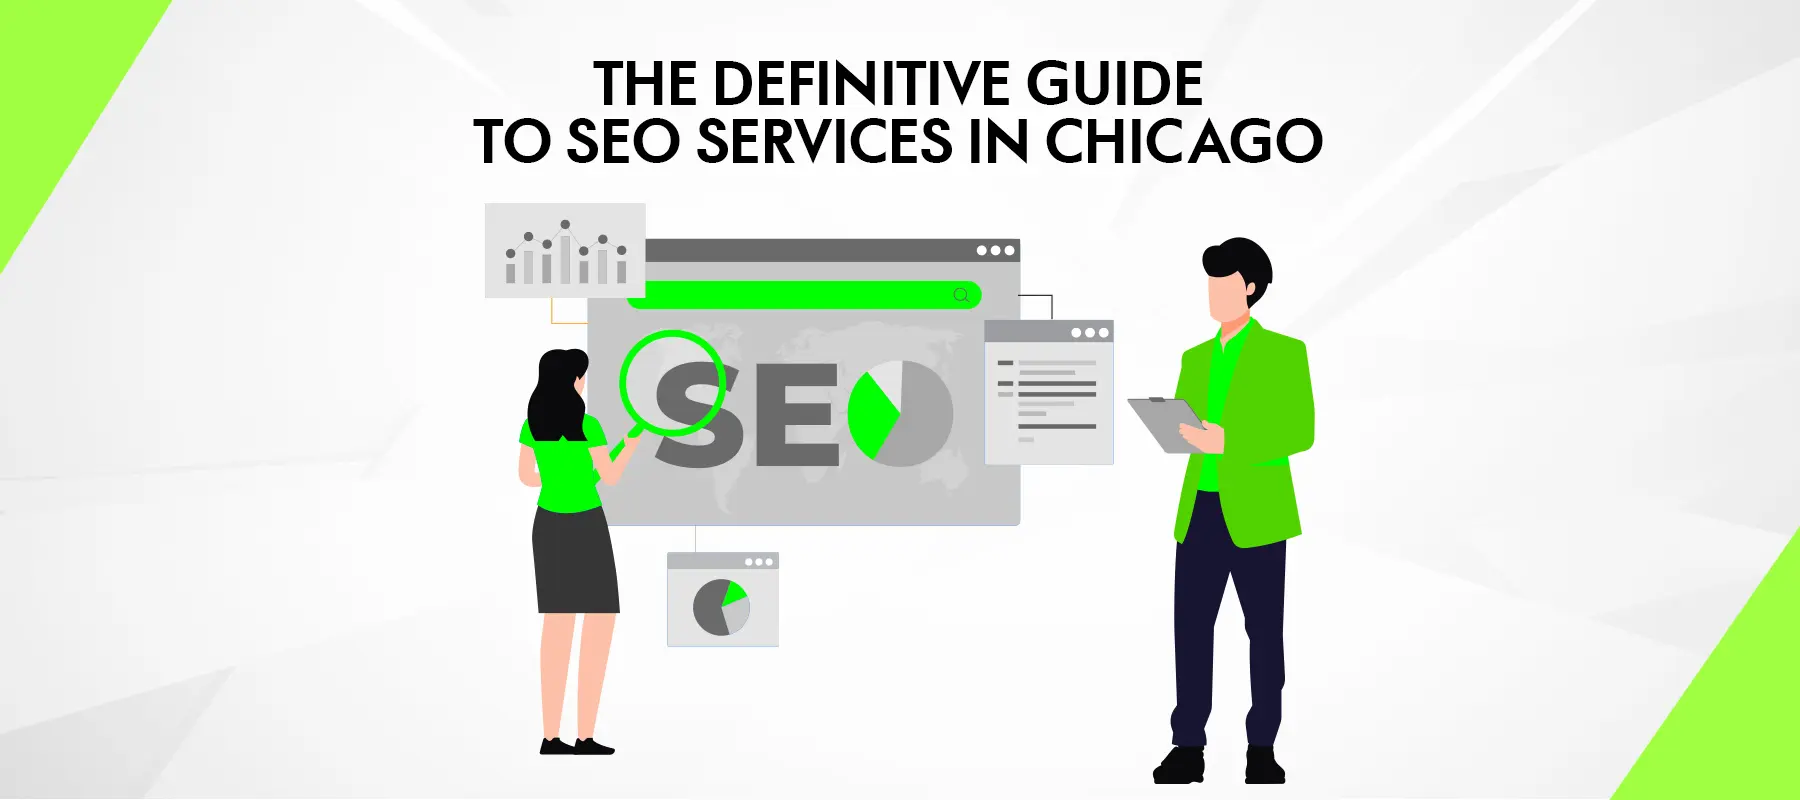 THE DEFINITIVE GUIDE
TO SEO SERVICES IN CHICAGO
SEO